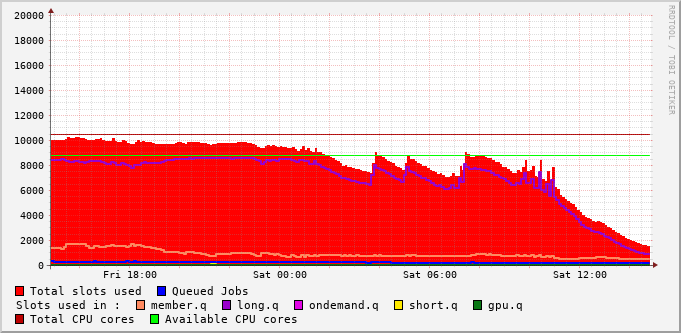 20000
18000
16000
14000
12000
10000
8000
6000
4000
2000
0
Fri 18:00 Sat 00:00 Sat 06:00 Sat 12:00
Total slots used Queued Jobs
Slots used in : member.q long.q ondemand.q short.q gpu.q
Total CPU cores Available CPU cores
RRDTOOL / TOBI OETIKER